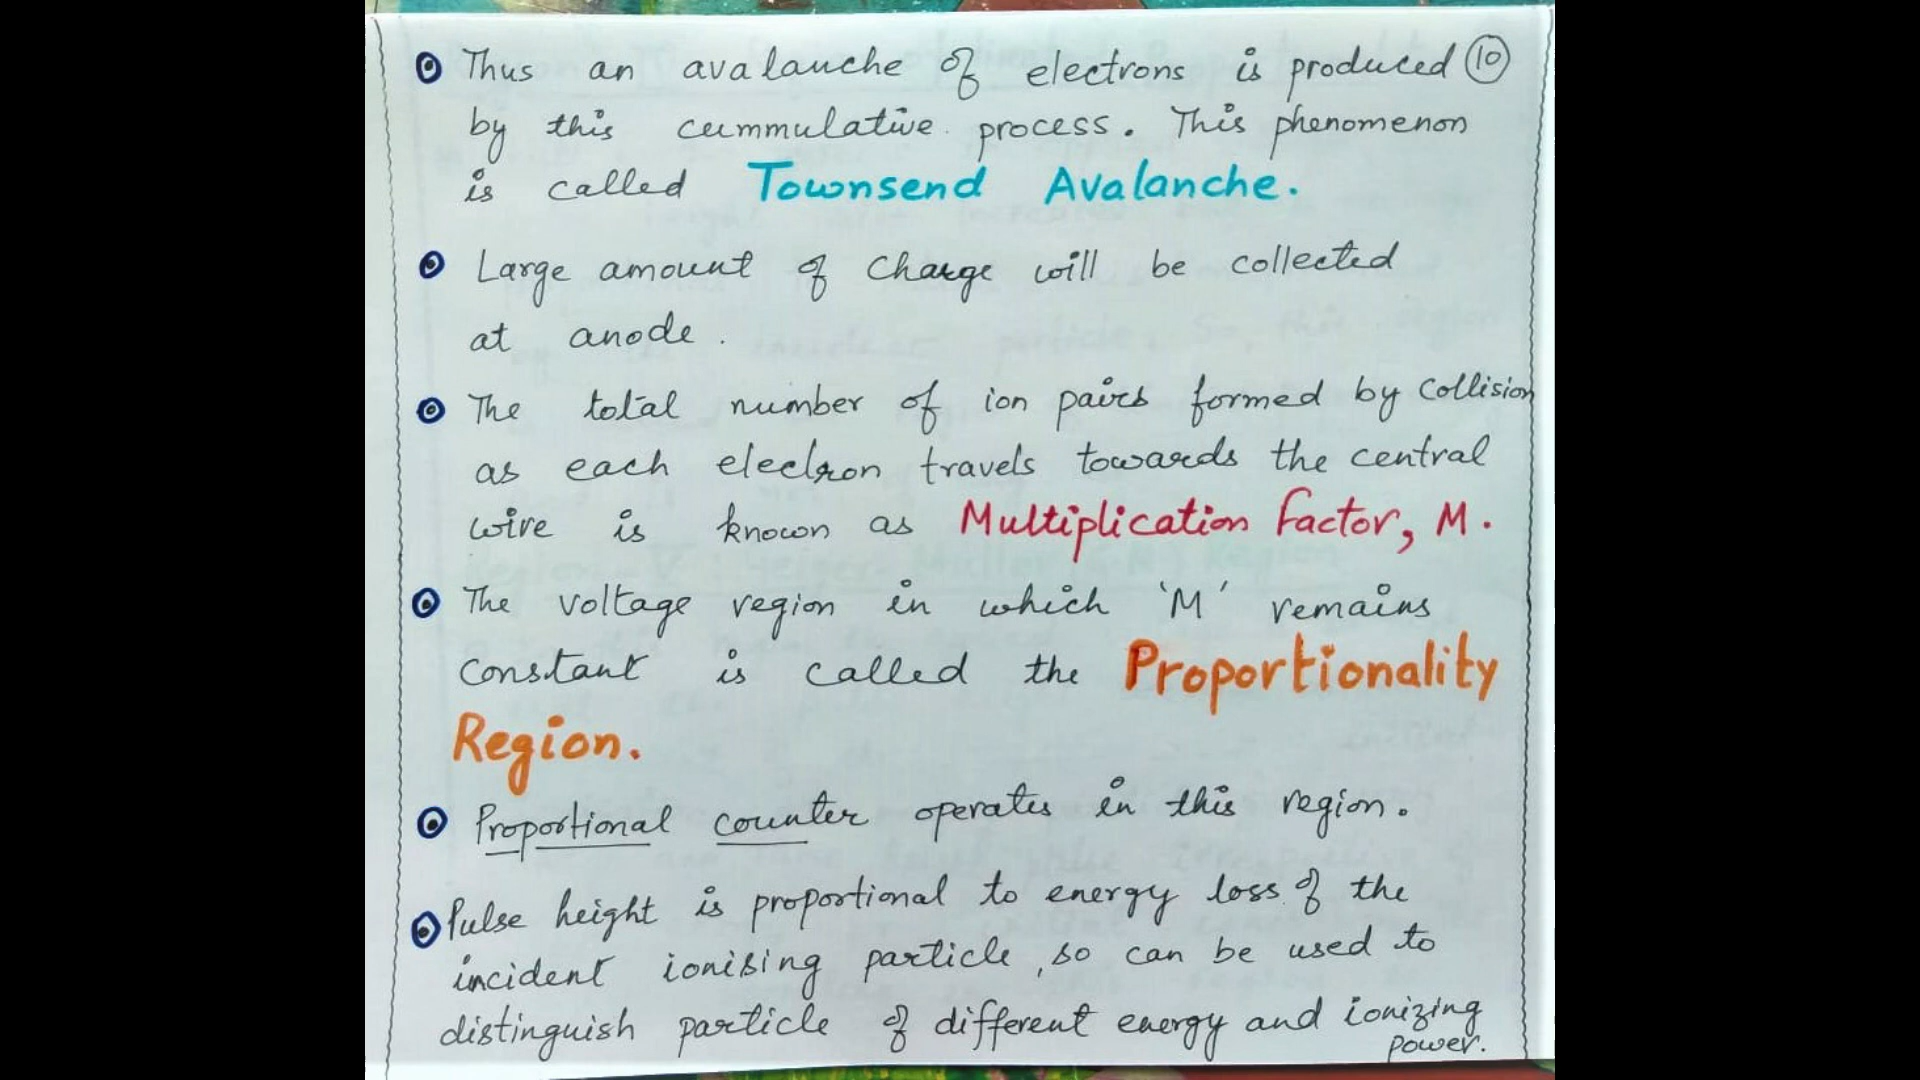 Thus an avalanche of electrons is produced 10
by this cummulative process. This phenomenon
is called Townsend Avalanche.
Large amount of Charge will be collected
at anode.
The total number of ion pairs formed by Collision
as each electron travels towards the central
wire is known as Multiplication factor, M.
The voltage region in which 'M' remains
constant is called the Proportionality
Region.
Proportional counter operates in this region.
Pulse height is proportional to energy loss of the
incident ionising particle, so can be used to
distinguish particle of different energy and ionizing
power.